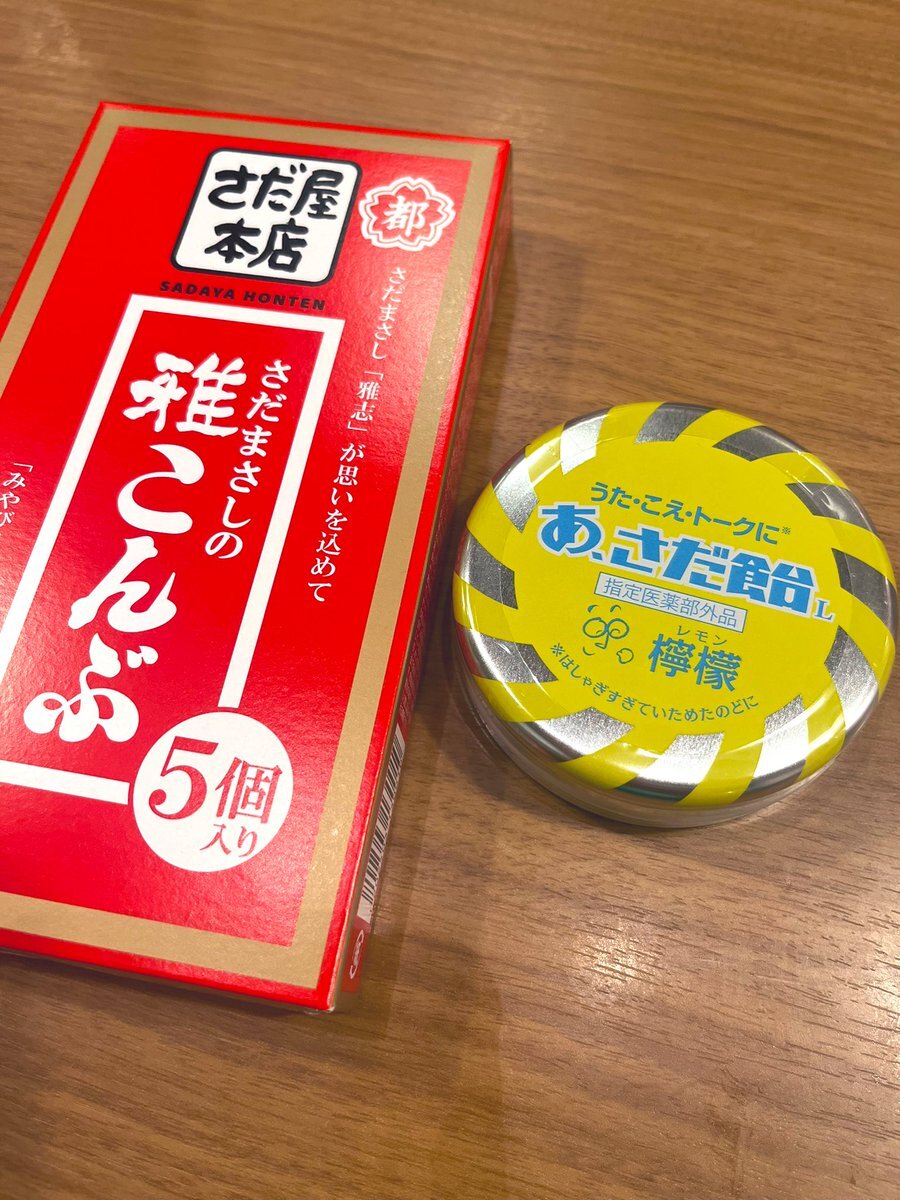 さだ屋
本店
SADAYA HONTEN
都
さだまさし「雅志」が思いを込めて
さだまさしの
雅こんぶ
「みやび
5個
入り
うた・こえ・トークに※
あ、さだ飴L
指定医薬部外品
レモン
檸檬
※はしゃぎすぎていためたのどに